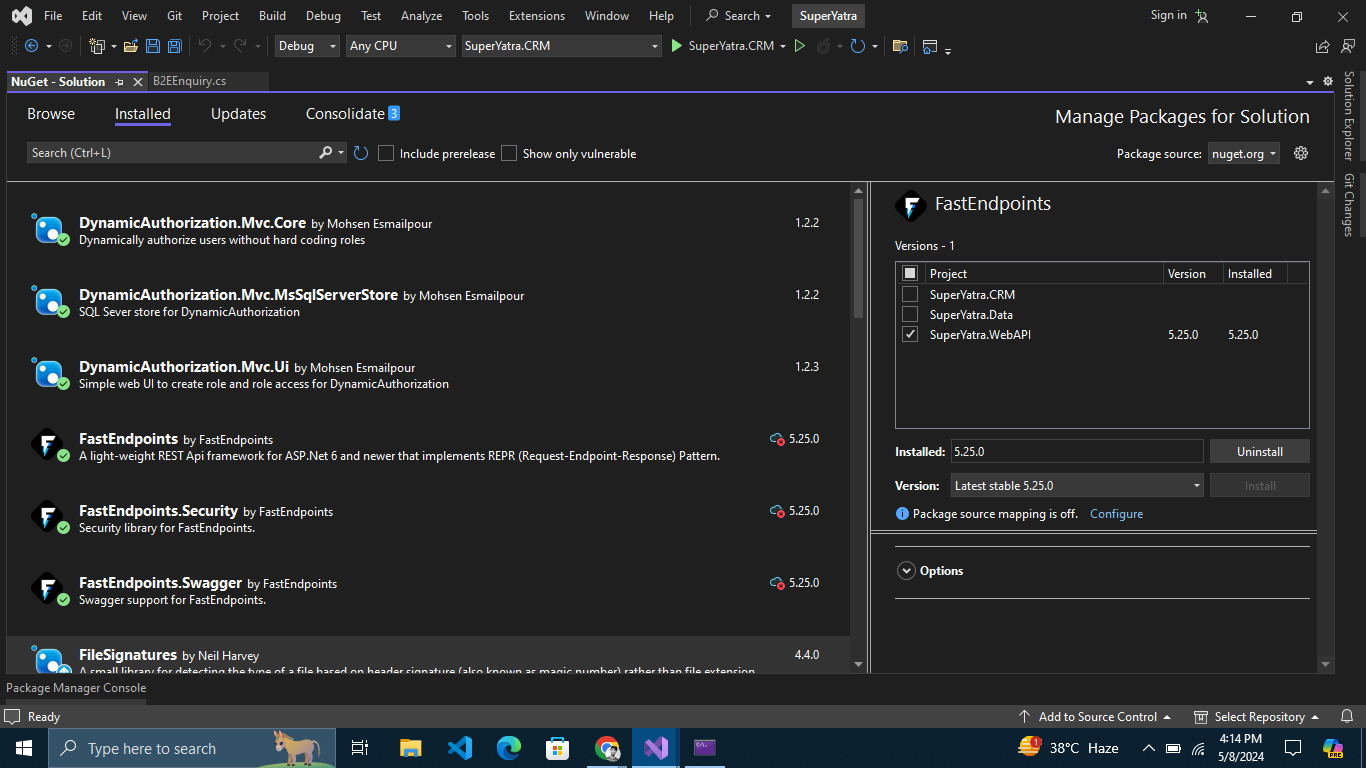 File Edit View Git Project Build Debug Test Analyze Tools Extensions Window Help Search SuperYatra Sign in
Debug Any CPU SuperYatra.CRM SuperYatra.CRM
NuGet - Solution B2EEnquiry.cs
Browse Installed Updates Consolidate 3 Manage Packages for Solution
Search (Ctrl+L) Include prerelease Show only vulnerable Package source: nuget.org
DynamicAuthorization.Mvc.Core by Mohsen Esmailpour 1.2.2
Dynamically authorize users without hard coding roles
DynamicAuthorization.Mvc.MsSqlServerStore by Mohsen Esmailpour 1.2.2
SQL Sever store for DynamicAuthorization
DynamicAuthorization.Mvc.Ui by Mohsen Esmailpour 1.2.3
Simple web UI to create role and role access for DynamicAuthorization
FastEndpoints by FastEndpoints 5.25.0
A light-weight REST Api framework for ASP.Net 6 and newer that implements REPR (Request-Endpoint-Response) Pattern.
FastEndpoints.Security by FastEndpoints 5.25.0
Security library for FastEndpoints.
FastEndpoints.Swagger by FastEndpoints 5.25.0
Swagger support for FastEndpoints.
FileSignatures by Neil Harvey 4.4.0
A small library for detecting the type of a file based on header signature (also known as magic number) rather than file extension
FastEndpoints
Versions - 1
Project Version Installed
SuperYatra.CRM
SuperYatra.Data
SuperYatra.WebAPI 5.25.0 5.25.0
Installed: 5.25.0 Uninstall
Version: Latest stable 5.25.0 Install
Package source mapping is off. Configure
Options
Solution Explorer
Git Changes
Package Manager Console
Ready Add to Source Control Select Repository
Type here to search 1 38°C Haze PRE
4:14 PM
5/8/2024